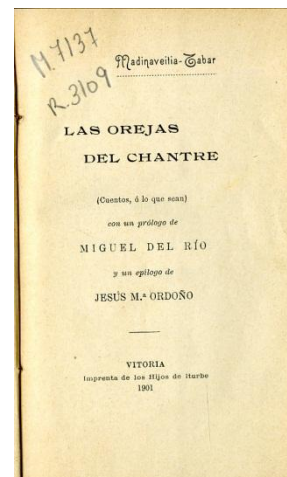 M.7137
R.3109
Madinaveitia-Tabar
LAS OREJAS
DEL CHANTRE
(Cuentos, ó lo que sean)
con un prólogo de
MIGUEL DEL RÍO
y un epílogo de
JESÚS M.ª ORDOÑO
VITORIA
Imprenta de los Hijos de Iturbe
1901